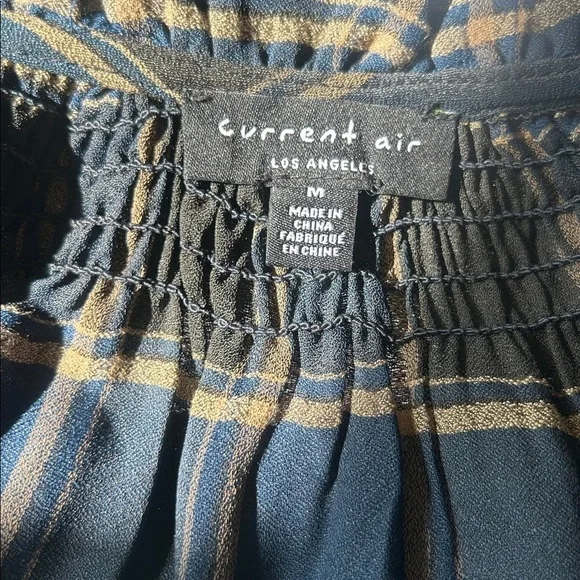 current air
LOS ANGELES
M
MADE IN
CHINA
FABRIQUÉ
EN CHINE